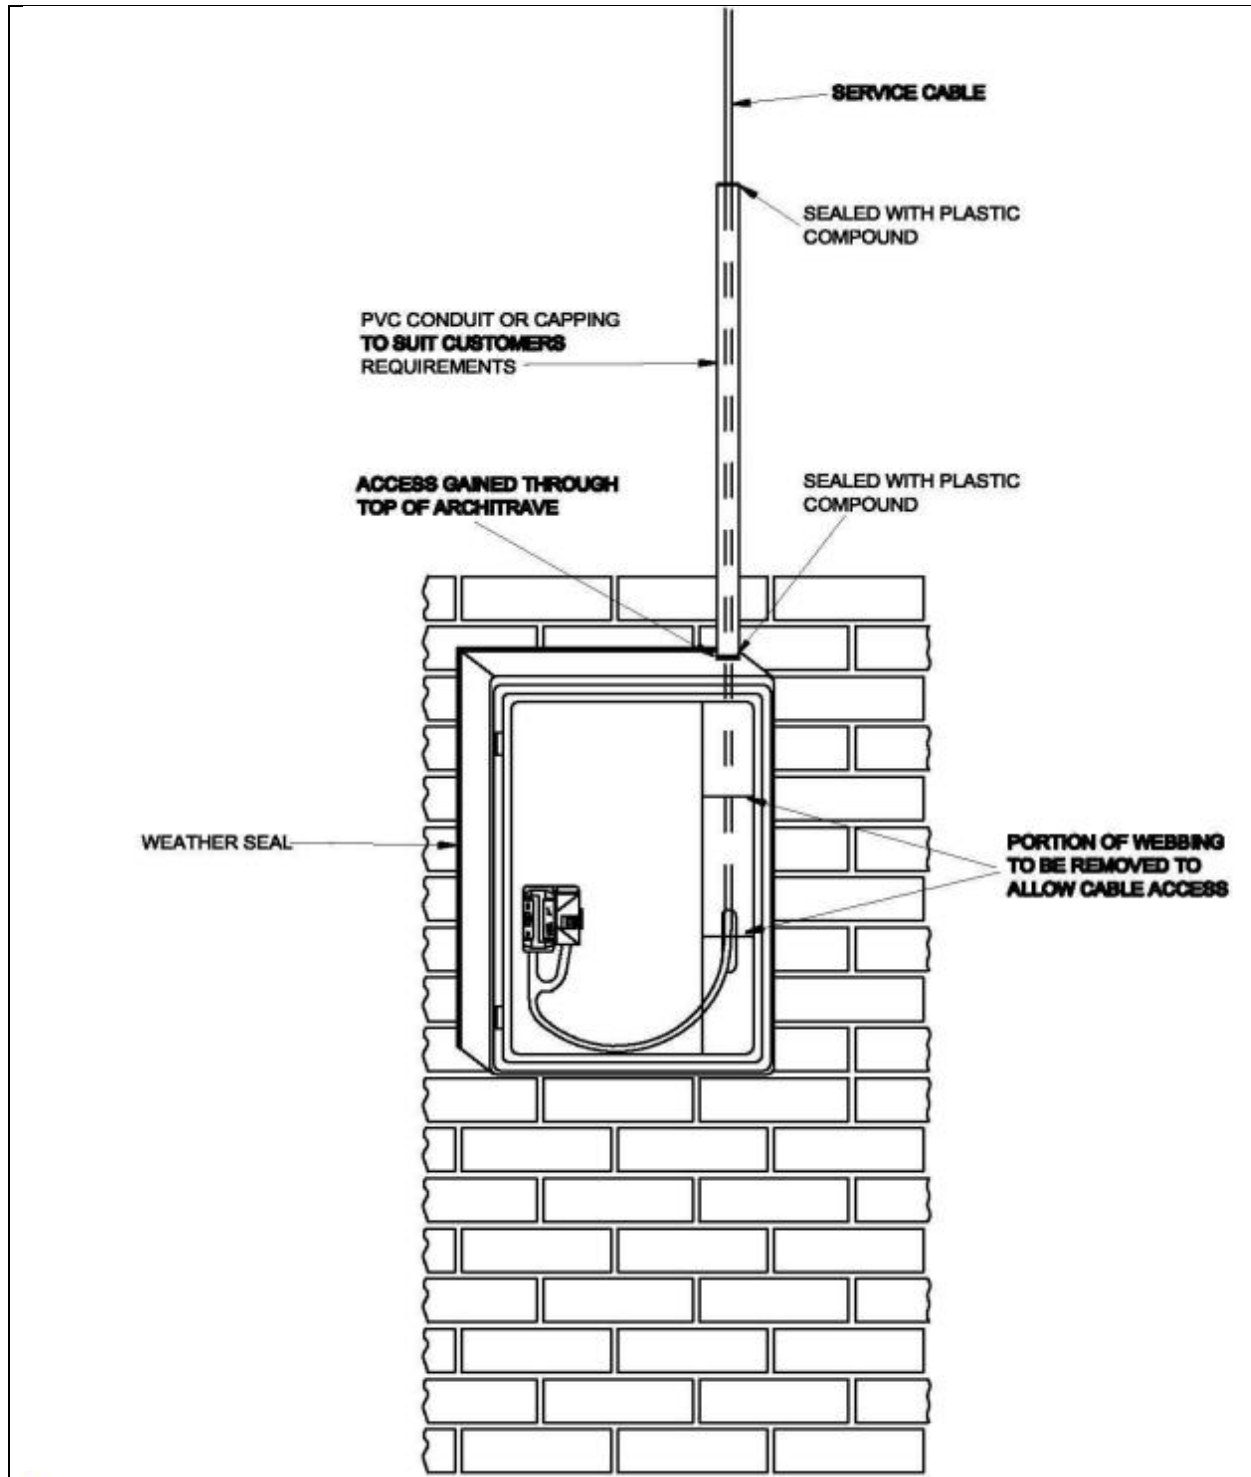 SERVICE CABLE
SEALED WITH PLASTIC
COMPOUND
PVC CONDUIT OR CAPPING
TO SUIT CUSTOMERS
REQUIREMENTS
ACCESS GAINED THROUGH
TOP OF ARCHITRAVE
SEALED WITH PLASTIC
COMPOUND
WEATHER SEAL
PORTION OF WEBBING
TO BE REMOVED TO
ALLOW CABLE ACCESS